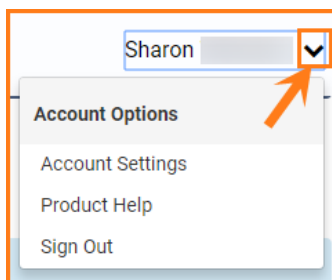 Sharon
Account Options
Account Settings
Product Help
Sign Out